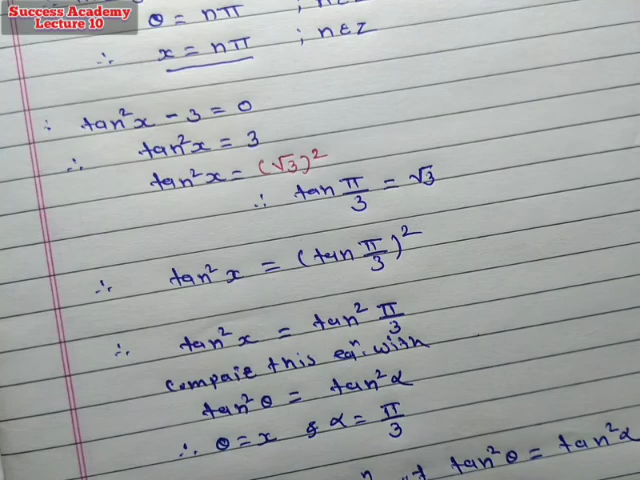 Success Academy
Lecture 10
θ = nπ ; n∈Z
∴ x = nπ ; n∈Z
: tan²x - 3 = 0
∴ tan²x = 3
tan²x = (√3)²
∴ tan π/3 = √3
∴ tan²x = (tan π/3)²
∴ tan²x = tan² π/3
compare this eqⁿ. with
tan²θ = tan²α
∴ θ = x & α = π/3
tan²θ = tan²α